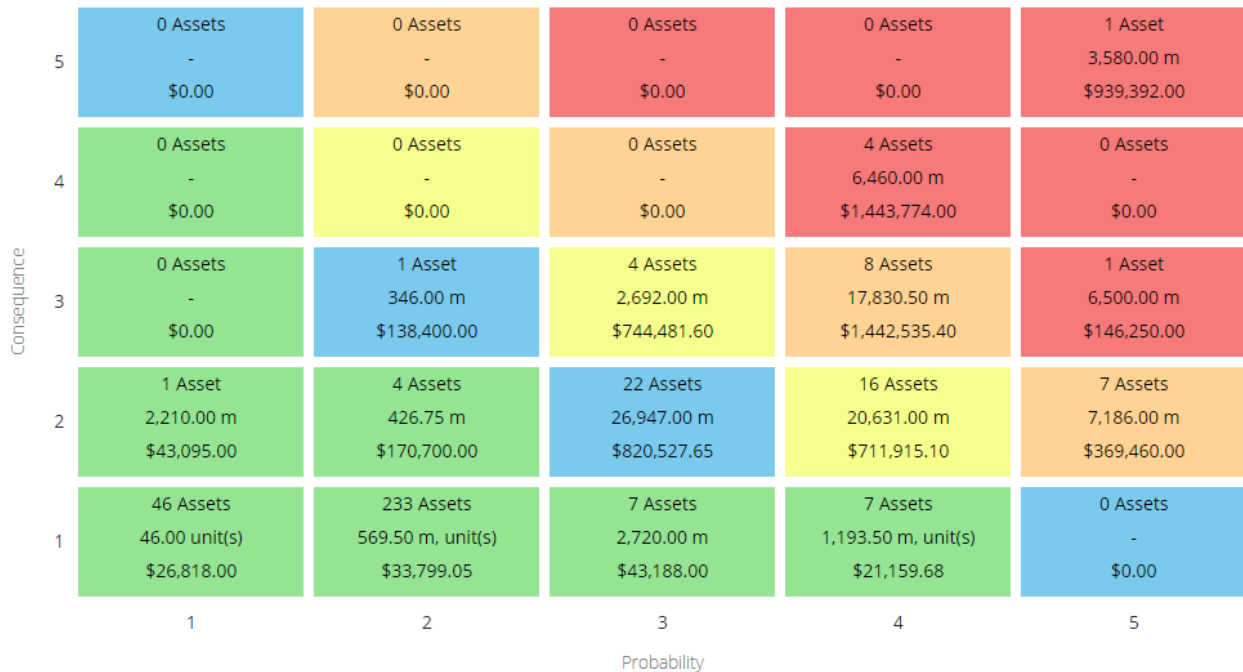 5
0 Assets
-
$0.00
0 Assets
-
$0.00
0 Assets
-
$0.00
0 Assets
-
$0.00
1 Asset
3,580.00 m
$939,392.00
4
0 Assets
-
$0.00
0 Assets
-
$0.00
0 Assets
-
$0.00
4 Assets
6,460.00 m
$1,443,774.00
0 Assets
-
$0.00
Consequence
3
0 Assets
-
$0.00
1 Asset
346.00 m
$138,400.00
4 Assets
2,692.00 m
$744,481.60
8 Assets
17,830.50 m
$1,442,535.40
1 Asset
6,500.00 m
$146,250.00
2
1 Asset
2,210.00 m
$43,095.00
4 Assets
426.75 m
$170,700.00
22 Assets
26,947.00 m
$820,527.65
16 Assets
20,631.00 m
$711,915.10
7 Assets
7,186.00 m
$369,460.00
1
46 Assets
46.00 unit(s)
$26,818.00
233 Assets
569.50 m, unit(s)
$33,799.05
7 Assets
2,720.00 m
$43,188.00
7 Assets
1,193.50 m, unit(s)
$21,159.68
0 Assets
-
$0.00
1
2
3
4
5
Probability